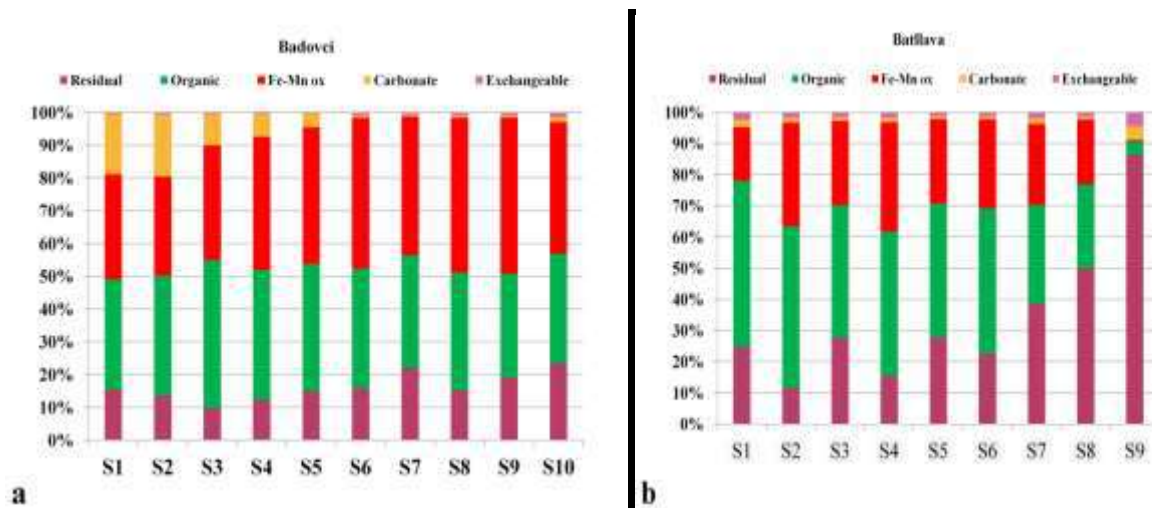 Badovci
Residual Organic Fe-Mn ox Carbonate Exchangeable
100%
90%
80%
70%
60%
50%
40%
30%
20%
10%
0%
S1 S2 S3 S4 S5 S6 S7 S8 S9 S10
a
Batllava
Residual Organic Fe-Mn ox Carbonate Exchangeable
100%
90%
80%
70%
60%
50%
40%
30%
20%
10%
0%
S1 S2 S3 S4 S5 S6 S7 S8 S9
b